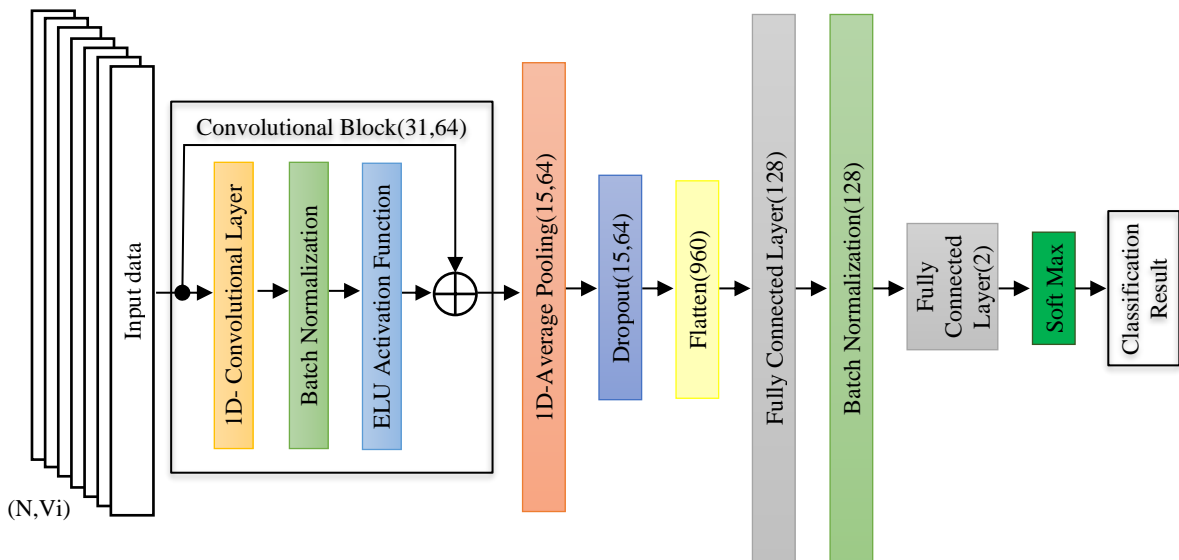 Input data
(N,Vi)
Convolutional Block(31,64)
1D- Convolutional Layer
Batch Normalization
ELU Activation Function
1D-Average Pooling(15,64)
Dropout(15,64)
Flatten(960)
Fully Connected Layer(128)
Batch Normalization(128)
Fully
Connected
Layer(2)
Soft Max
Classification
Result